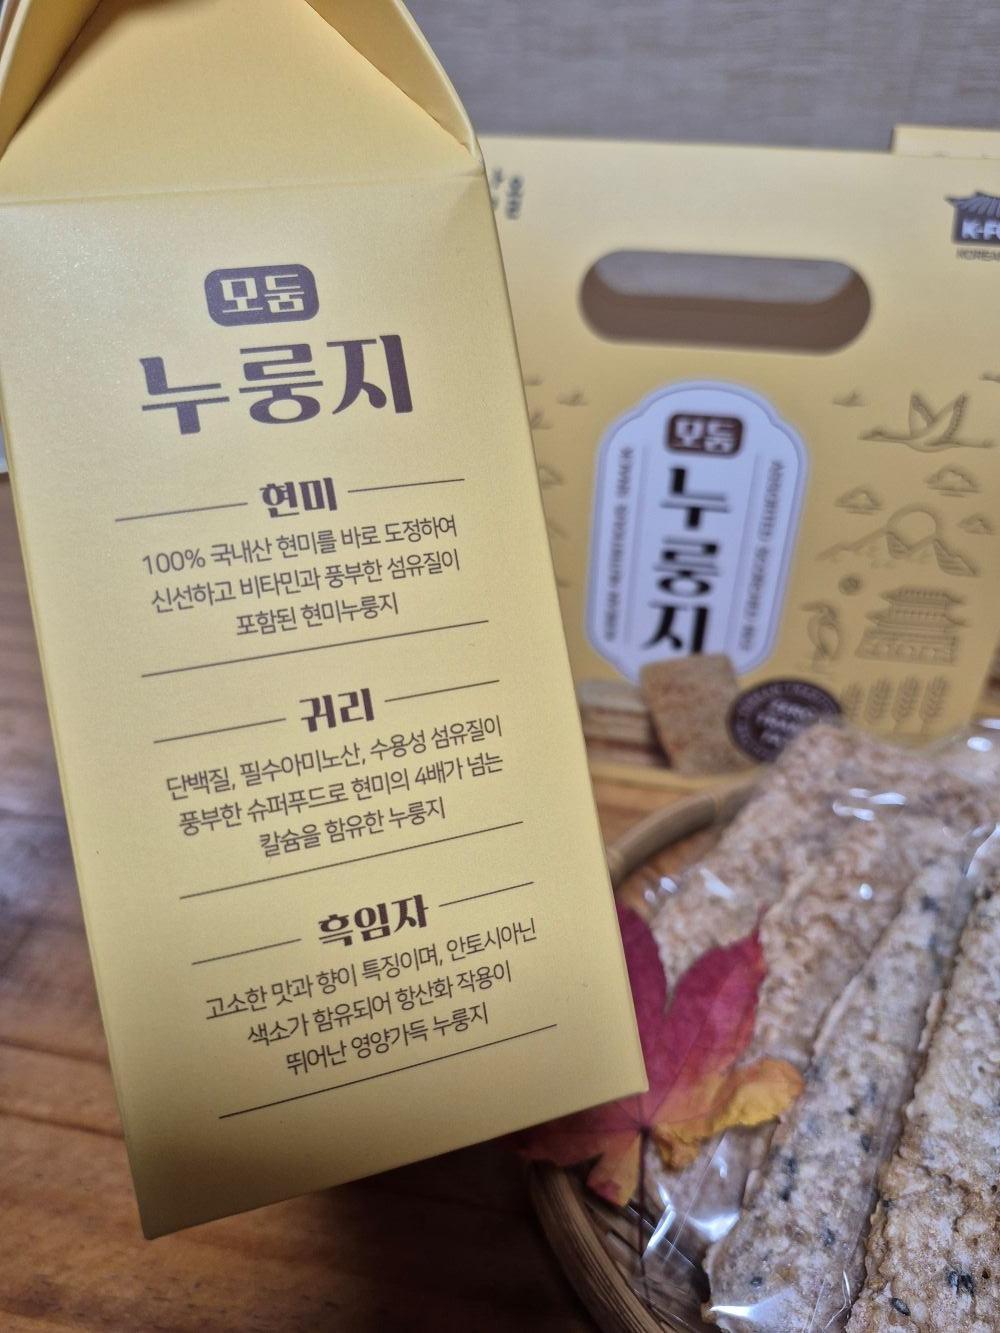 모둠
누룽지
현미
100% 국내산 현미를 바로 도정하여
신선하고 비타민과 풍부한 섬유질이
포함된 현미누룽지
귀리
단백질, 필수아미노산, 수용성 섬유질이
풍부한 슈퍼푸드로 현미의 4배가 넘는
칼슘을 함유한 누룽지
흑임자
고소한 맛과 향이 특징이며, 안토시아닌
색소가 함유되어 항산화 작용이
뛰어난 영양가득 누룽지
모둠
누룽지